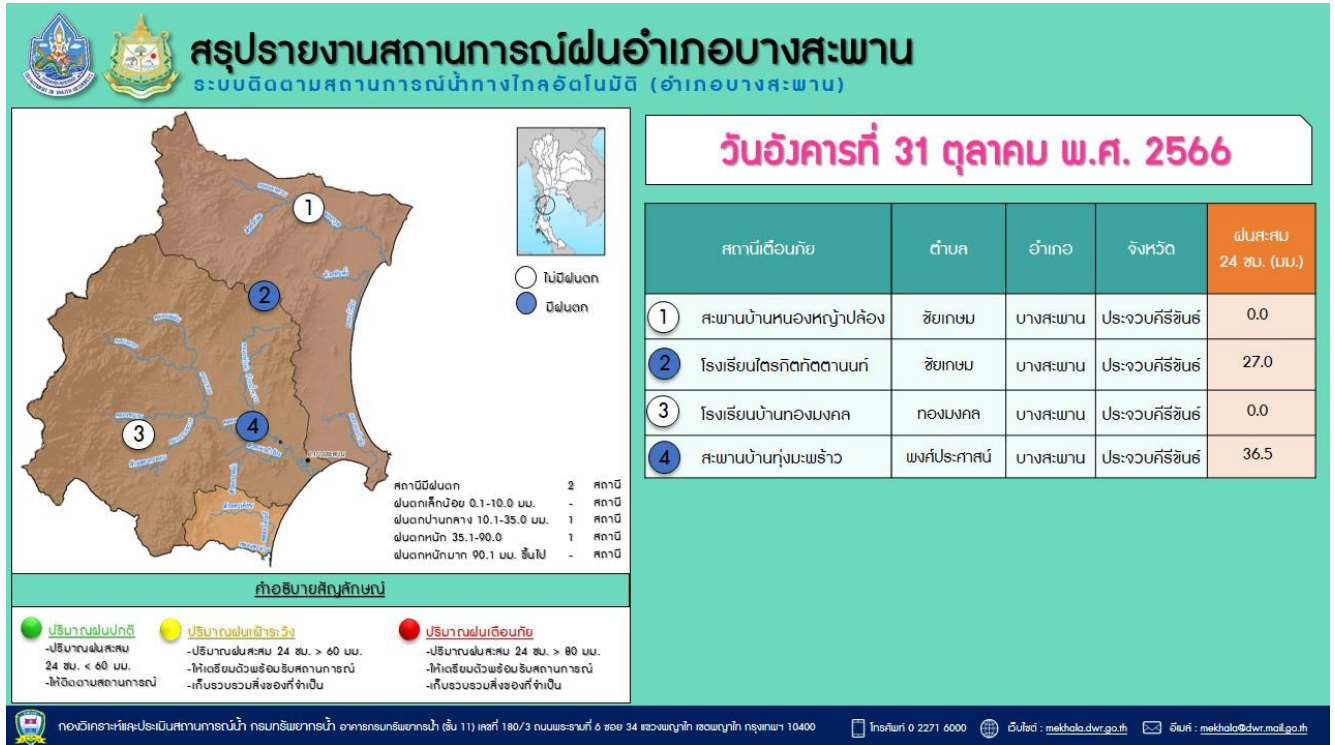 สรุปรายงานสถานการณ์ฝนอำเภอบางสะพาน
ระบบติดตามสถานการณ์น้ำทางไกลอัตโนมัติ (อำเภอบางสะพาน)
วันอังคารที่ 31 ตุลาคม พ.ศ. 2566
1
2
3
4
ไม่มีฝนตก
มีฝนตก
สถานีมีฝนตก 2 สถานี
ฝนตกเล็กน้อย 0.1-10.0 มม. - สถานี
ฝนตกปานกลาง 10.1-35.0 มม. 1 สถานี
ฝนตกหนัก 35.1-90.0 1 สถานี
ฝนตกหนักมาก 90.1 มม. ขึ้นไป - สถานี
สถานีเตือนภัย ตำบล อำเภอ จังหวัด ฝนสะสม
24 ชม. (มม.)
1 สะพานบ้านหนองหญ้าปล้อง ชัยเกษม บางสะพาน ประจวบคีรีขันธ์ 0.0
2 โรงเรียนไตรกิตทัตตานนท์ ชัยเกษม บางสะพาน ประจวบคีรีขันธ์ 27.0
3 โรงเรียนบ้านทองมงคล ทองมงคล บางสะพาน ประจวบคีรีขันธ์ 0.0
4 สะพานบ้านทุ่งมะพร้าว พงศ์ประศาสน์ บางสะพาน ประจวบคีรีขันธ์ 36.5
คำอธิบายสัญลักษณ์
ปริมาณฝนปกติ
-ปริมาณฝนสะสม
24 ชม. < 60 มม.
-ให้ติดตามสถานการณ์
ปริมาณฝนเฝ้าระวัง
-ปริมาณฝนสะสม 24 ชม. > 60 มม.
-ให้เตรียมตัวพร้อมรับสถานการณ์
-เก็บรวบรวมสิ่งของที่จำเป็น
ปริมาณฝนเตือนภัย
-ปริมาณฝนสะสม 24 ชม. > 80 มม.
-ให้เตรียมตัวพร้อมรับสถานการณ์
-เก็บรวบรวมสิ่งของที่จำเป็น
กองวิเคราะห์และประเมินสถานการณ์น้ำ กรมทรัพยากรน้ำ อาคารกรมทรัพยากรน้ำ (ชั้น 11) เลขที่ 180/3 ถนนพระรามที่ 6 ซอย 34 แขวงพญาไท เขตพญาไท กรุงเทพฯ 10400 โทรศัพท์ 0 2271 6000 เว็บไซต์ : mekhala.dwr.go.th อีเมล์ : mekhala@dwr.mail.go.th